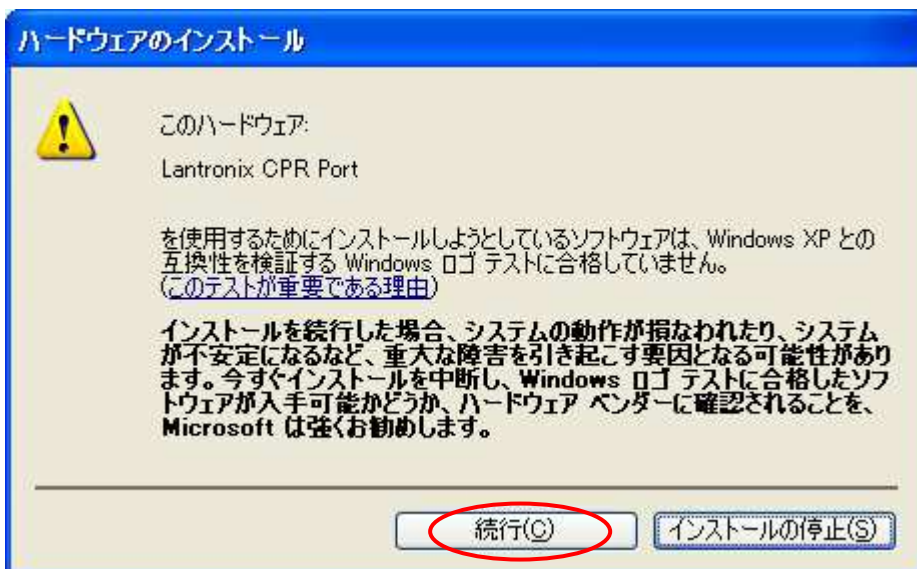 ハードウェアのインストール
このハードウェア:
Lantronix CPR Port
を使用するためにインストールしようとしているソフトウェアは、Windows XP との
互換性を検証する Windows ロゴ テストに合格していません。
(このテストが重要である理由)
インストールを続行した場合、システムの動作が損なわれたり、システム
が不安定になるなど、重大な障害を引き起こす要因となる可能性があり
ます。今すぐインストールを中断し、Windows ロゴ テストに合格したソフ
トウェアが入手可能かどうか、ハードウェア ベンダーに確認されることを、
Microsoft は強くお勧めします。
続行(C)
インストールの停止(S)